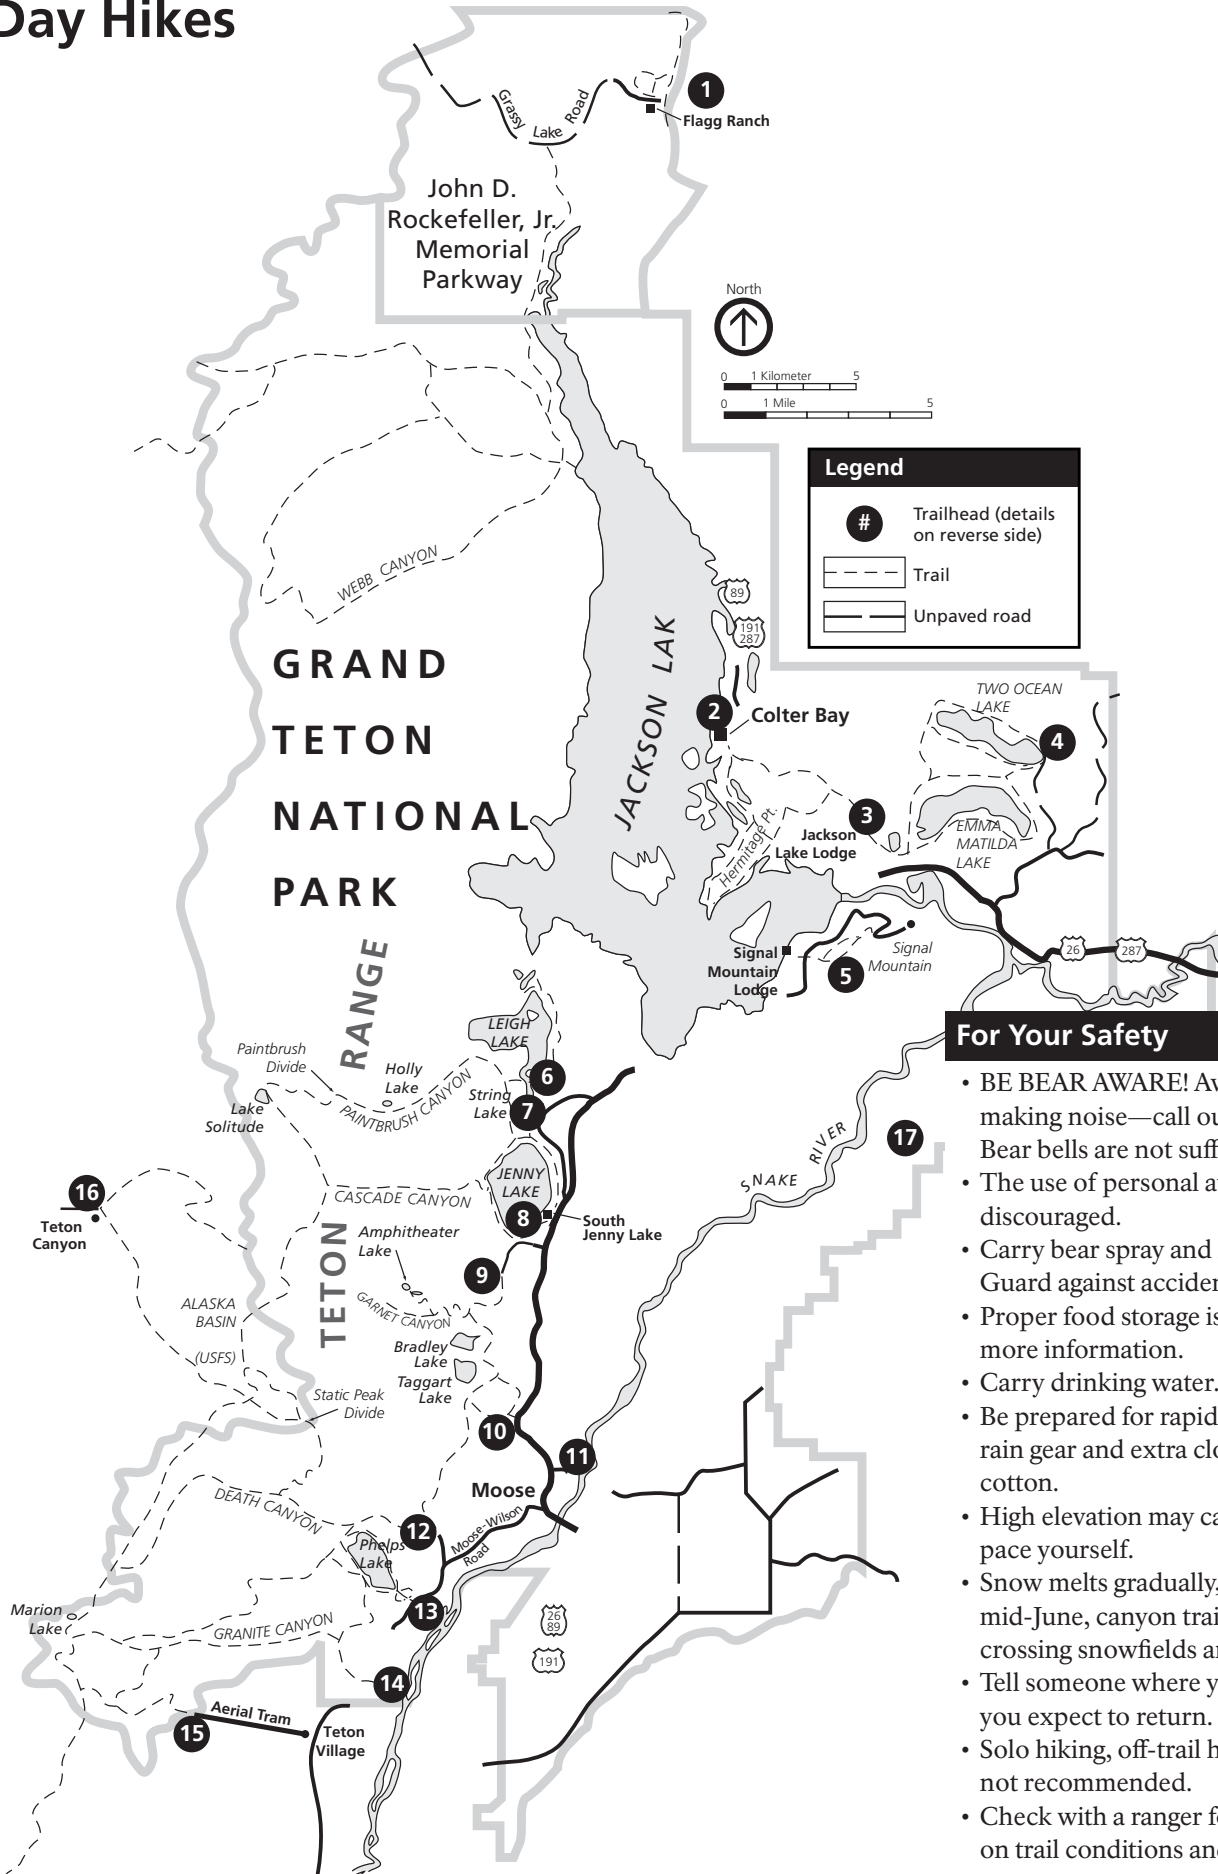 Day Hikes
1
Flagg Ranch
Grassy Lake Road
John D.
Rockefeller, Jr.
Memorial
Parkway
North
0 1 Kilometer 5
0 1 Mile 5
Legend
#
Trailhead (details
on reverse side)
Trail
Unpaved road
WEBB CANYON
89
191
287
GRAND
TETON
NATIONAL
PARK
JACKSON LAK
2
Colter Bay
TWO OCEAN
LAKE
4
3
Jackson
Lake Lodge
Hermitage Pt.
EMMA
MATILDA
LAKE
26
287
Signal
Mountain
Lodge
5
Signal
Mountain
TETON RANGE
LEIGH
LAKE
6
Paintbrush
Divide
Holly
Lake
String
Lake
7
Lake
Solitude
PAINTBRUSH CANYON
JENNY
LAKE
CASCADE CANYON
8
South
Jenny Lake
16
Teton
Canyon
Amphitheater
Lake
9
GARNET CANYON
ALASKA
BASIN
(USFS)
Bradley
Lake
Taggart
Lake
Static Peak
Divide
10
11
Moose
DEATH CANYON
12
Phelps
Lake
Moose-Wilson
Road
13
Marion
Lake
GRANITE CANYON
14
15
Aerial Tram
Teton
Village
26
89
191
SNAKE RIVER
17
For Your Safety
• BE BEAR AWARE! Av
making noise—call ou
Bear bells are not suff
• The use of personal a
discouraged.
• Carry bear spray and
Guard against acciden
• Proper food storage is
more information.
• Carry drinking water.
• Be prepared for rapid
rain gear and extra clo
cotton.
• High elevation may ca
pace yourself.
• Snow melts gradually,
mid-June, canyon trai
crossing snowfields a
• Tell someone where y
you expect to return.
• Solo hiking, off-trail h
not recommended.
• Check with a ranger f
on trail conditions and